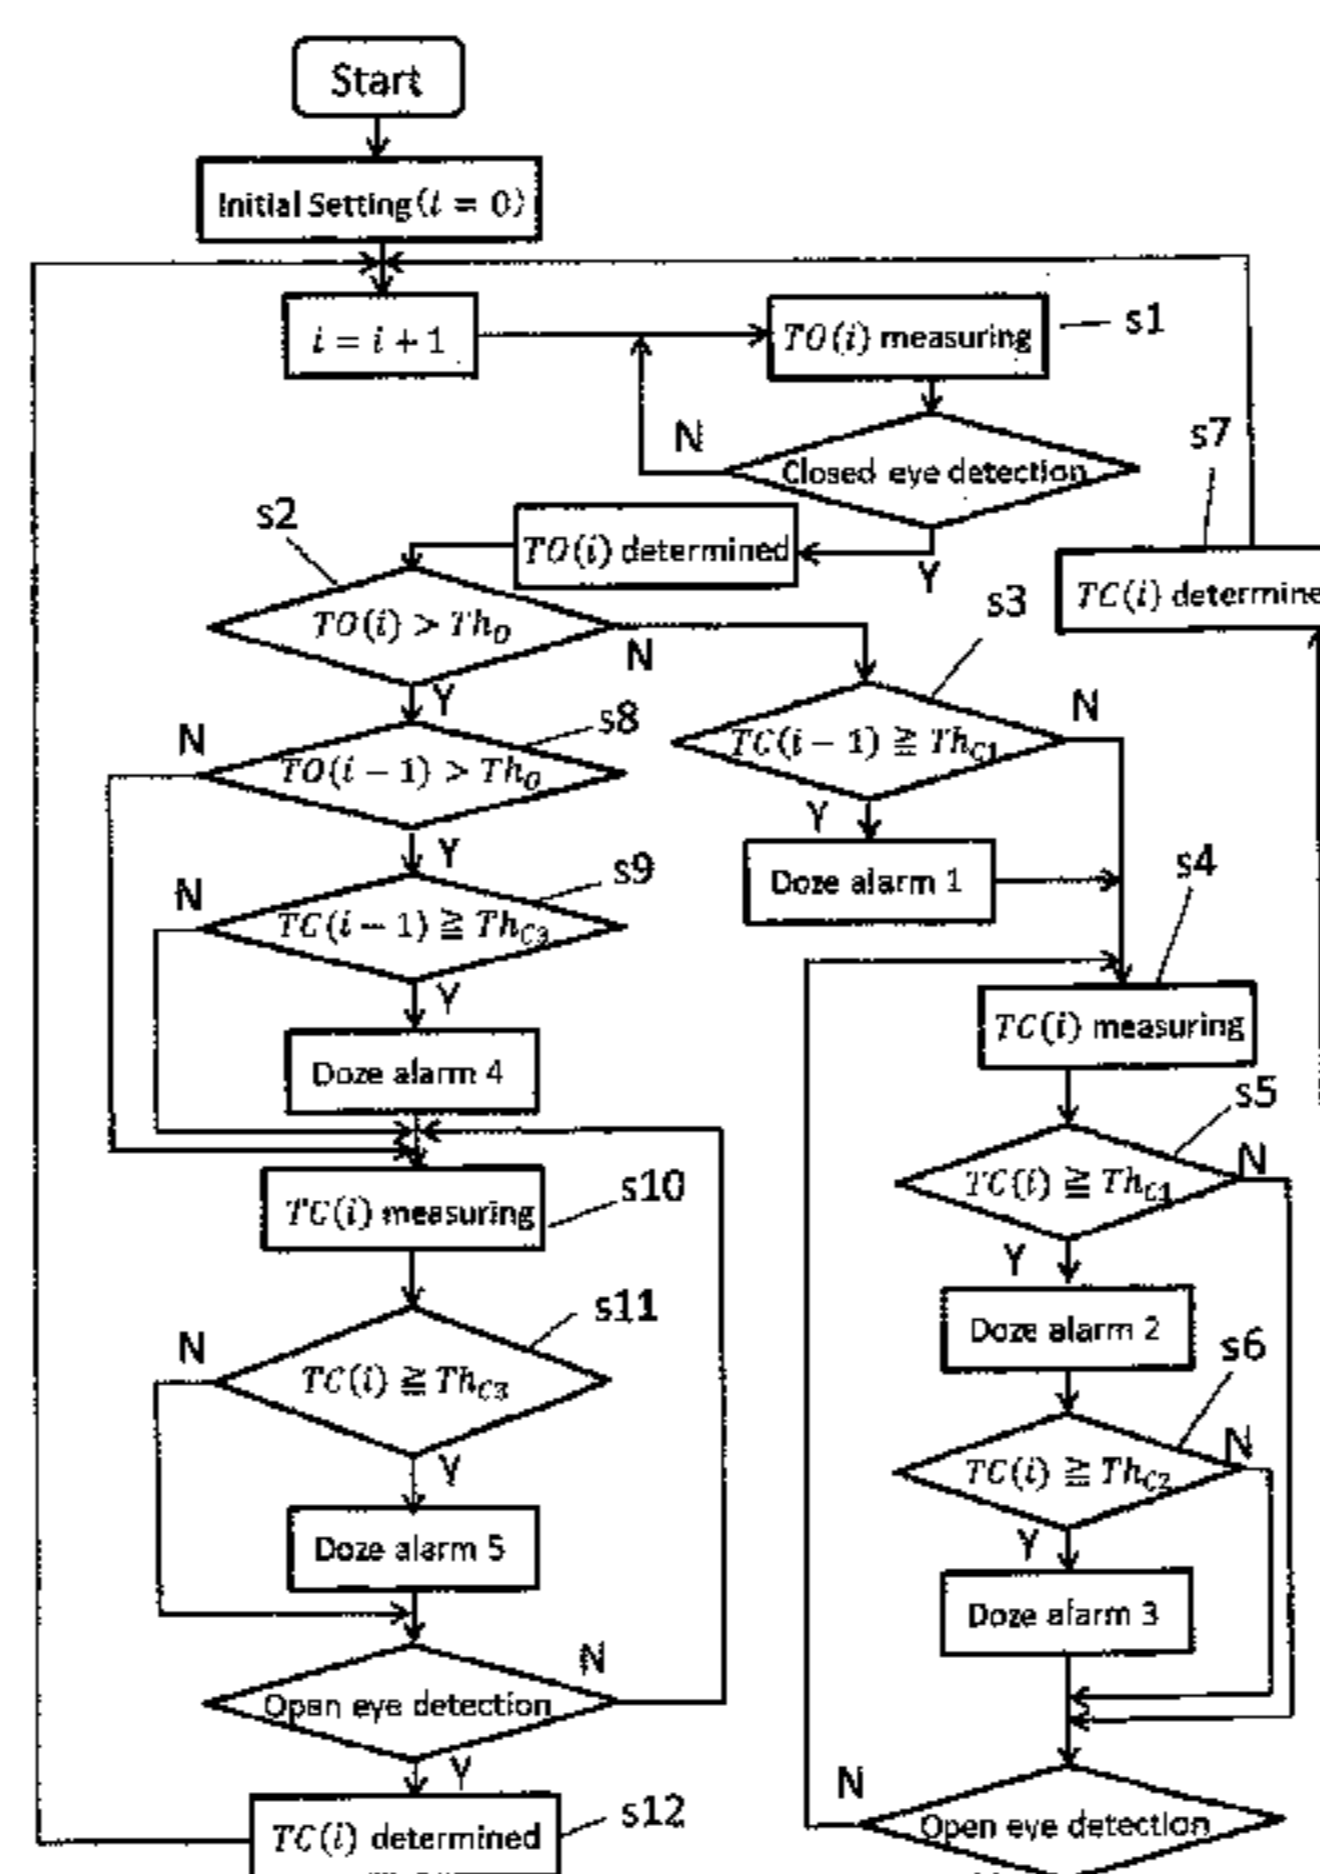 Start
Initial Setting(i = 0)
i = i + 1
TO(i) measuring
s1
N
Closed eye detection
s7
s2
TO(i) determined
Y
TC(i) determine
s3
TO(i) > Th_O
N
Y
s8
N
TO(i − 1) > Th_O
TC(i − 1) ≧ Th_C1
N
Y
s9
N
TC(i − 1) ≧ Th_C3
Y
Doze alarm 1
s4
Y
Doze alarm 4
TC(i) measuring
s5
TC(i) measuring
s10
TC(i) ≧ Th_C1
N
Y
s11
N
TC(i) ≧ Th_C3
Doze alarm 2
s6
Y
TC(i) ≧ Th_C2
N
Doze alarm 5
Y
Doze alarm 3
N
Open eye detection
Y
N
Open eye detection
TC(i) determined
s12